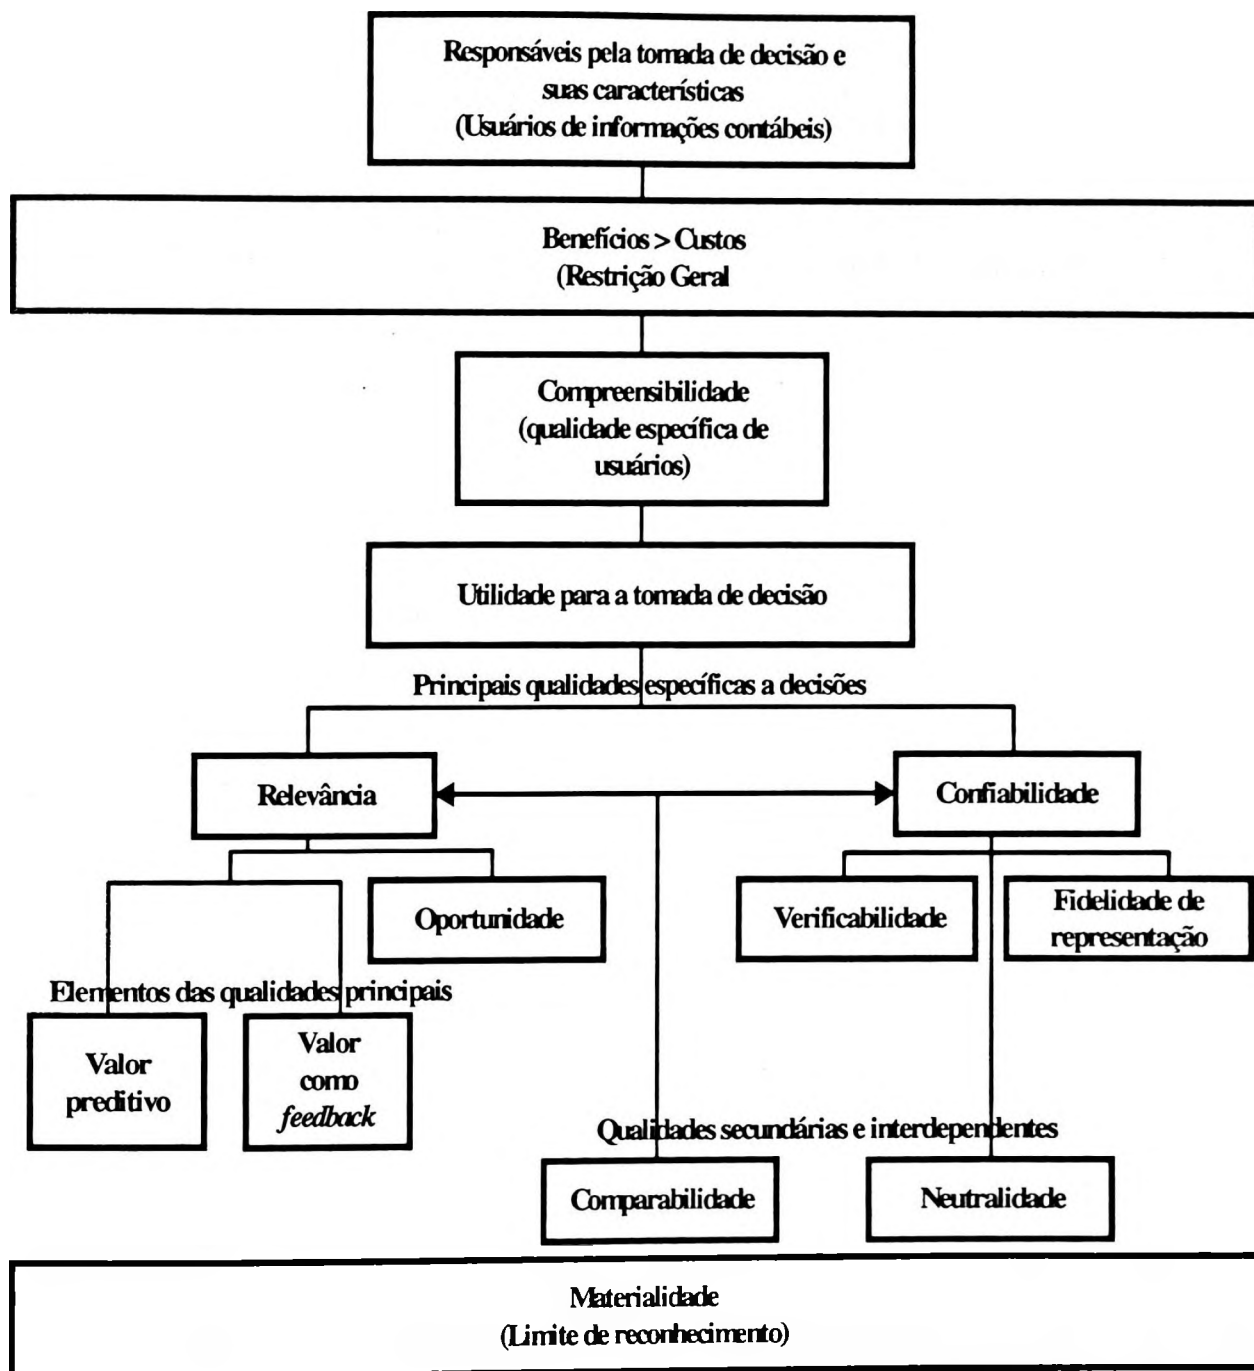 Responsáveis pela tomada de decisão e
suas características
(Usuários de informações contábeis)
Benefícios > Custos
(Restrição Geral
Compreensibilidade
(qualidade específica de
usuários)
Utilidade para a tomada de decisão
Principais qualidades específicas a decisões
Relevância
Confiabilidade
Oportunidade
Verificabilidade
Fidelidade de
representação
Elementos das qualidades principais
Valor
preditivo
Valor
como
feedback
Qualidades secundárias e interdependentes
Comparabilidade
Neutralidade
Materialidade
(Limite de reconhecimento)